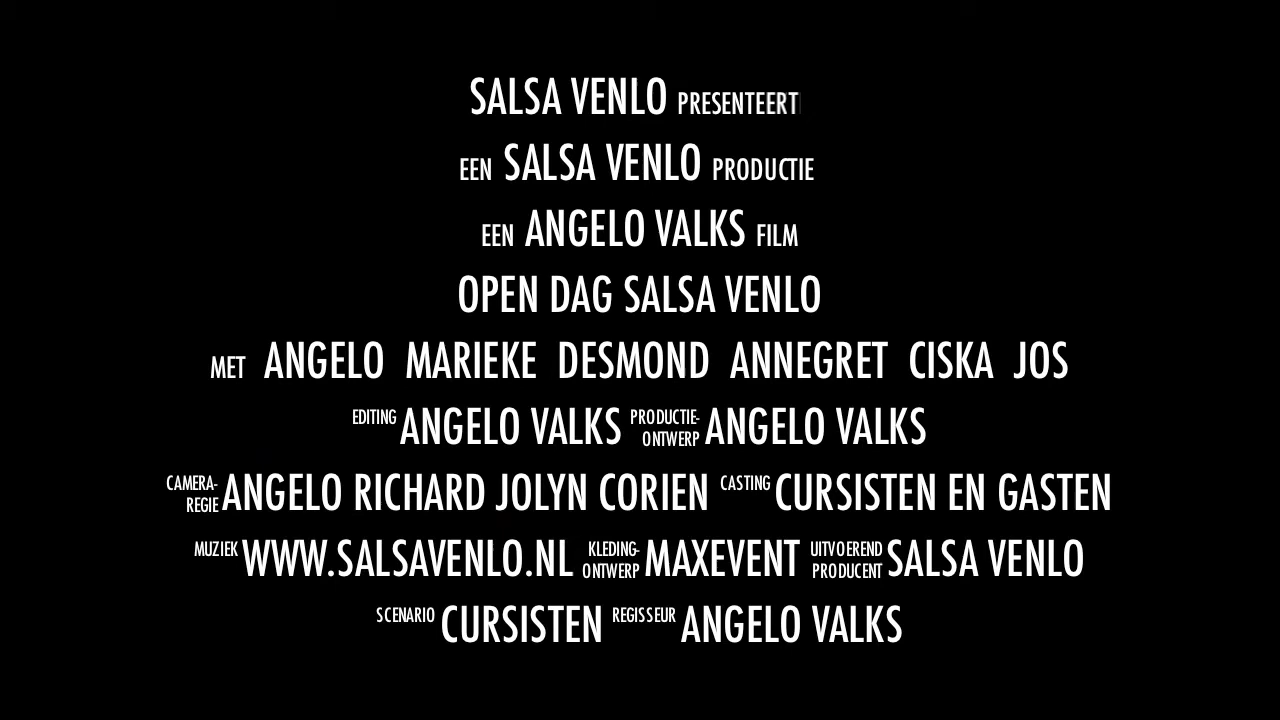 SALSA VENLO PRESENTEERT
EEN SALSA VENLO PRODUCTIE
EEN ANGELO VALKS FILM
OPEN DAG SALSA VENLO
MET ANGELO MARIEKE DESMOND ANNEGRET CISKA JOS
EDITING ANGELO VALKS PRODUCTIE-ONTWERP ANGELO VALKS
CAMERA-REGIE ANGELO RICHARD JOLYN CORIEN CASTING CURSISTEN EN GASTEN
MUZIEK WWW.SALSAVENLO.NL KLEDING-ONTWERP MAXEVENT UITVOEREND PRODUCENT SALSA VENLO
SCENARIO CURSISTEN REGISSEUR ANGELO VALKS